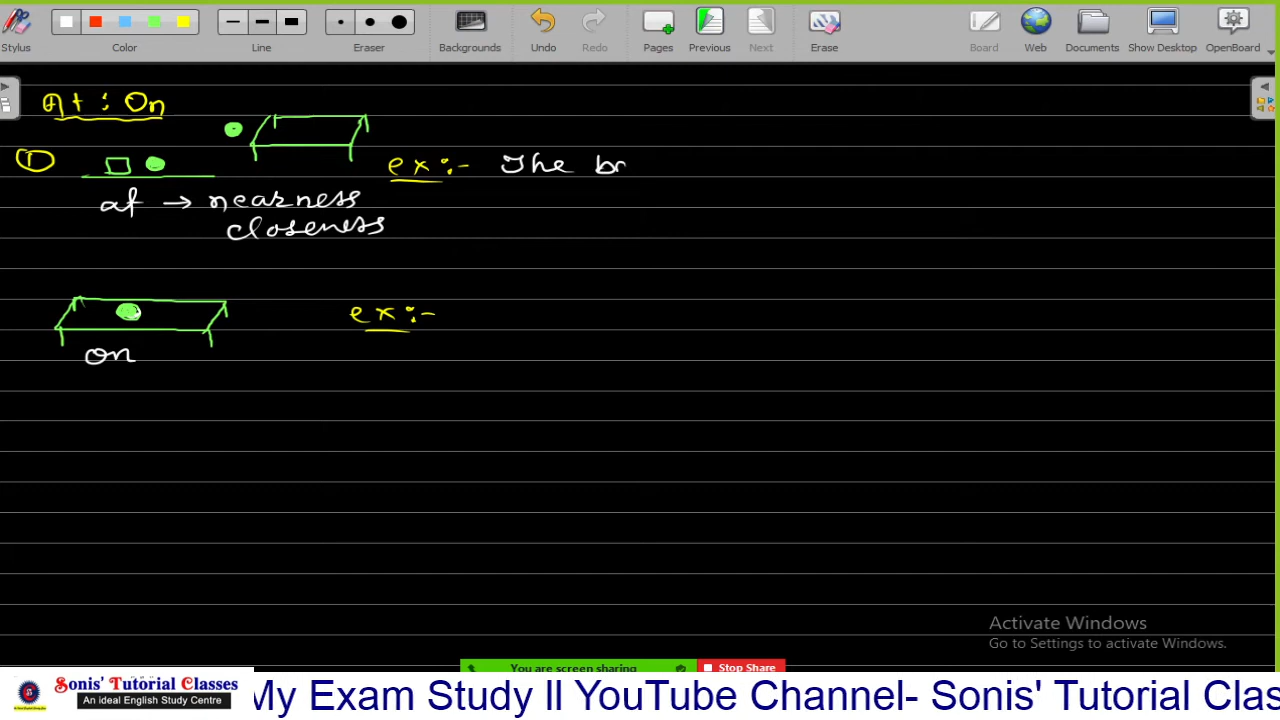 Stylus
Color
Line
Eraser
Backgrounds
Undo
Redo
Pages
Previous
Next
Erase
Board
Web
Documents
Show Desktop
OpenBoard
At : On
① ex:- The br
at → nearness
closeness
ex:-
on
Activate Windows
Go to Settings to activate Windows.
You are screen sharing
Stop Share
Sonis' Tutorial Classes
An ideal English Study Centre
My Exam Study II YouTube Channel- Sonis' Tutorial Clas